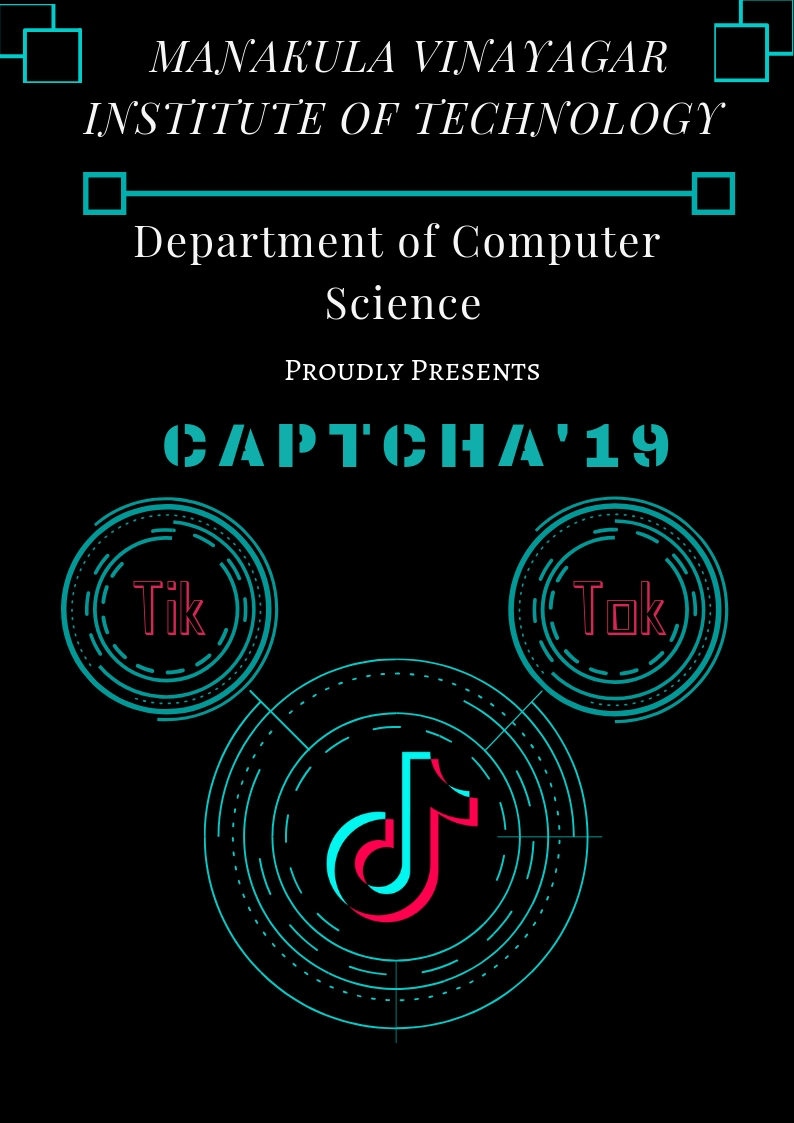 MANAKULA VINAYAGAR
INSTITUTE OF TECHNOLOGY
Department of Computer
Science
Proudly Presents
CAPTCHA'19
Tik
Tok